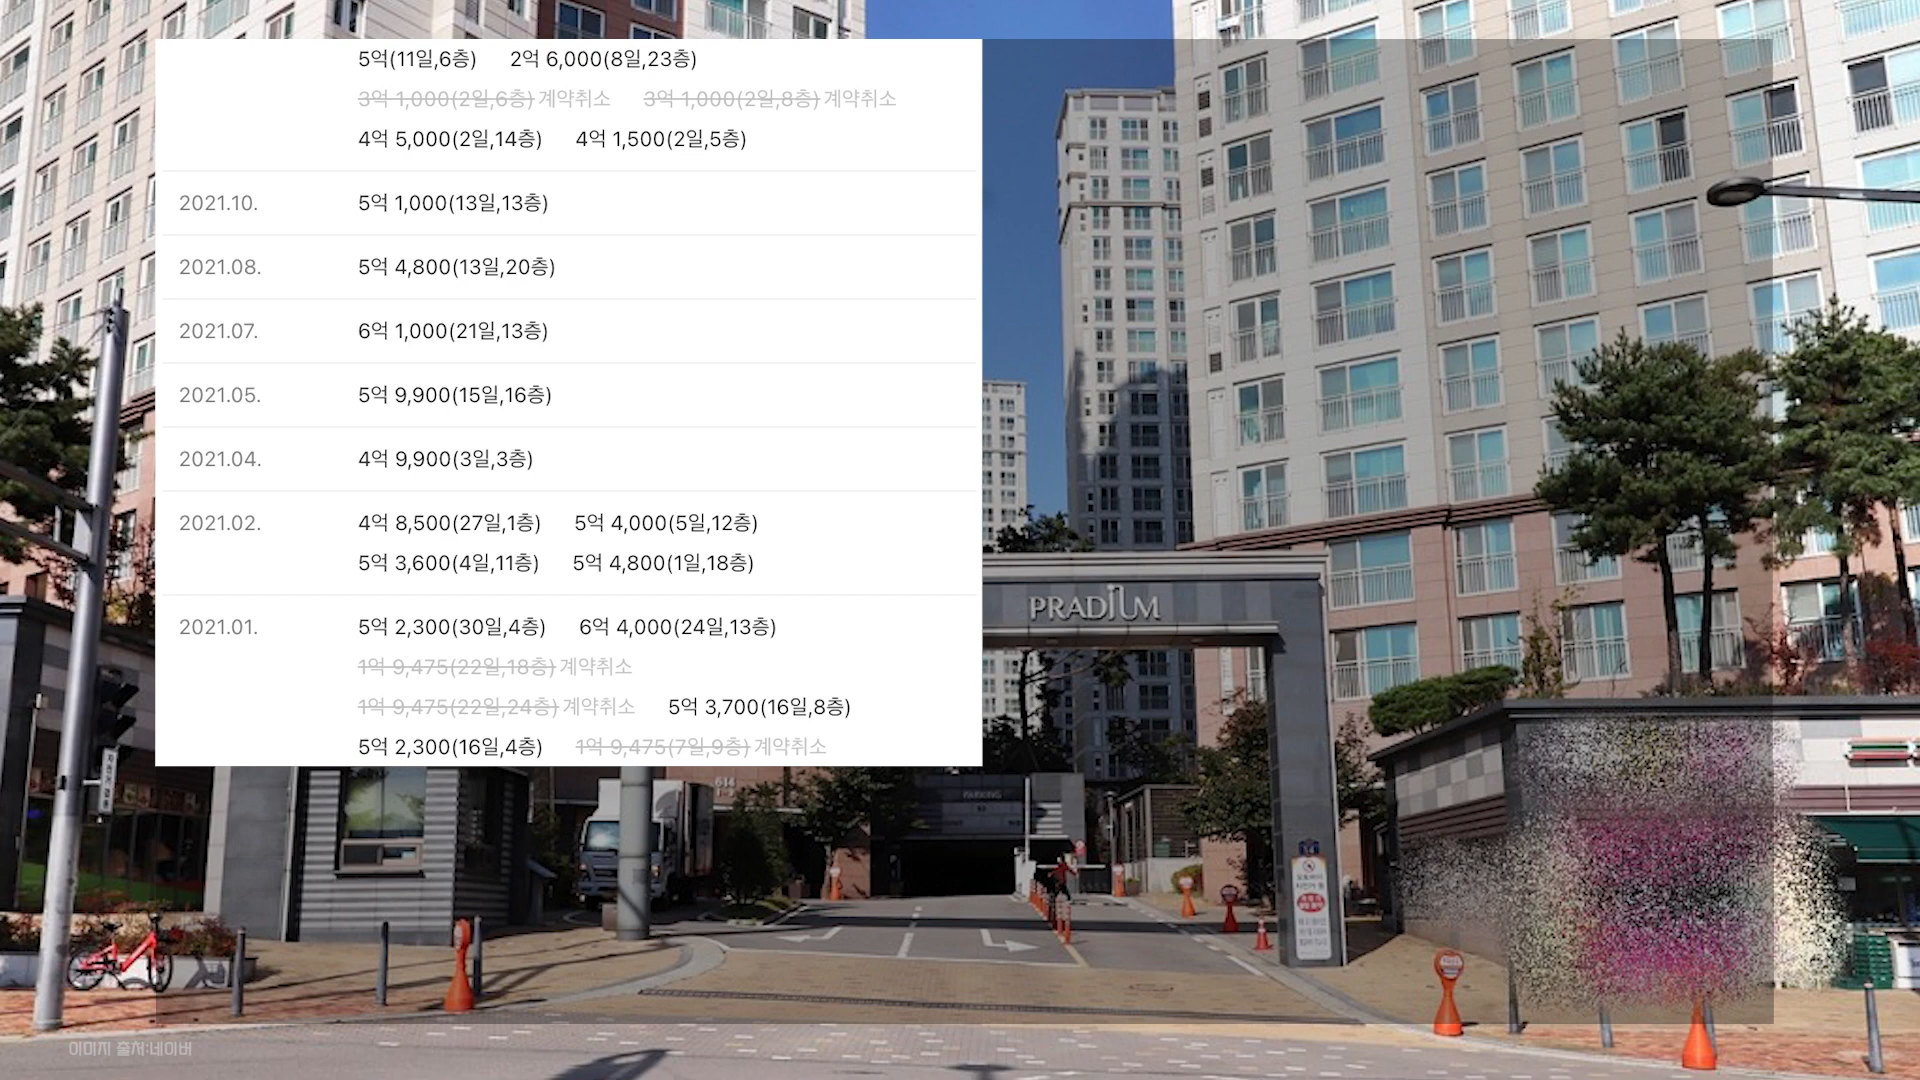 5억(11일,6층) 2억 6,000(8일,23층)
3억 1,000(2일,6층) 계약취소 3억 1,000(2일,8층) 계약취소
4억 5,000(2일,14층) 4억 1,500(2일,5층)
2021.10. 5억 1,000(13일,13층)
2021.08. 5억 4,800(13일,20층)
2021.07. 6억 1,000(21일,13층)
2021.05. 5억 9,900(15일,16층)
2021.04. 4억 9,900(3일,3층)
2021.02. 4억 8,500(27일,1층) 5억 4,000(5일,12층)
5억 3,600(4일,11층) 5억 4,800(1일,18층)
2021.01. 5억 2,300(30일,4층) 6억 4,000(24일,13층)
1억 9,475(22일,18층) 계약취소
1억 9,475(22일,24층) 계약취소 5억 3,700(16일,8층)
5억 2,300(16일,4층) 1억 9,475(7일,9층) 계약취소
PRADIUM
614
PARKING
이미지 출처:네이버